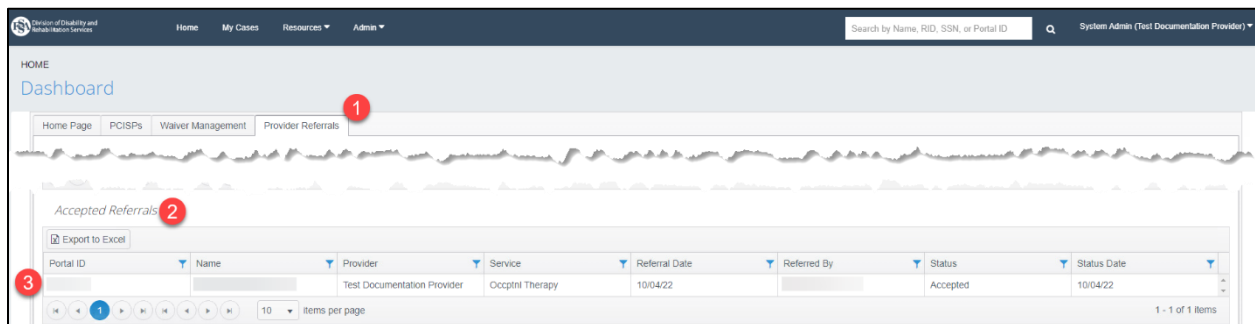 FSSA Division of Disability and
Rehabilitation Services
Home My Cases Resources Admin Search by Name, RID, SSN, or Portal ID System Admin (Test Documentation Provider)
HOME
Dashboard
1
Home Page PCISPs Waiver Management Provider Referrals
Accepted Referrals 2
Export to Excel
Portal ID Name Provider Service Referral Date Referred By Status Status Date
3 Test Documentation Provider Occptnl Therapy 10/04/22 Accepted 10/04/22
1 10 items per page 1 - 1 of 1 items